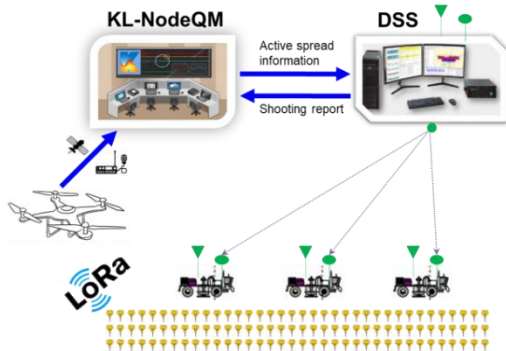 KL-NodeQM
DSS
Active spread
information
Shooting report
LoRa